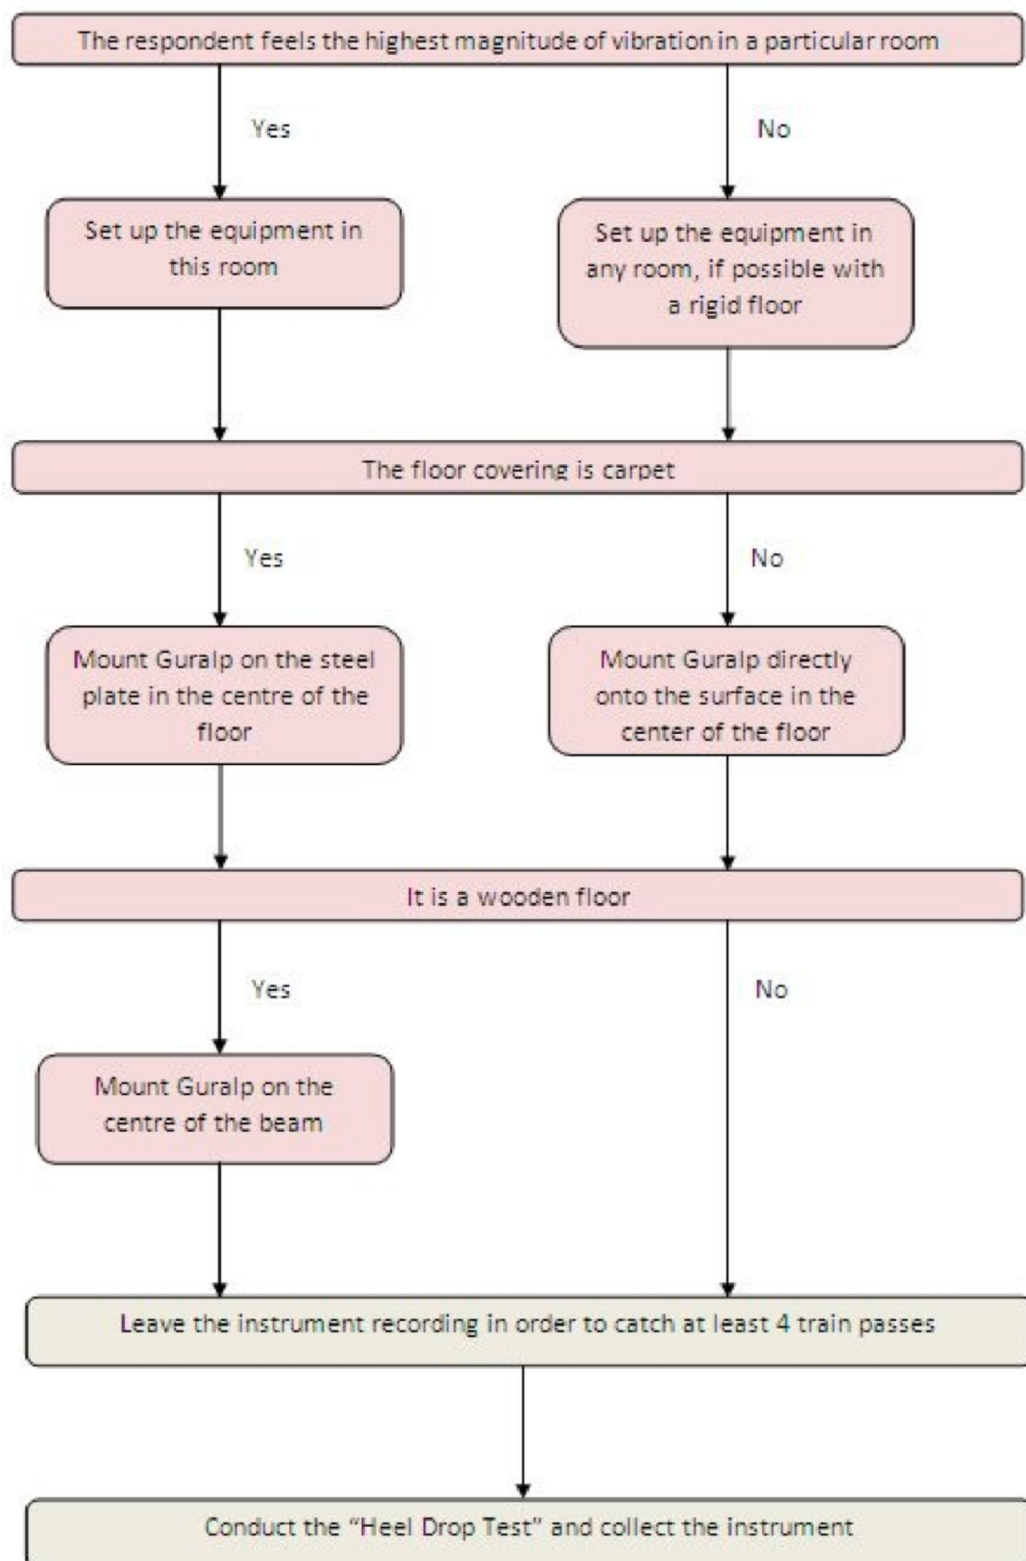 The respondent feels the highest magnitude of vibration in a particular room
Yes
No
Set up the equipment in
this room
Set up the equipment in
any room, if possible with
a rigid floor
The floor covering is carpet
Yes
No
Mount Guralp on the steel
plate in the centre of the
floor
Mount Guralp directly
onto the surface in the
center of the floor
It is a wooden floor
Yes
No
Mount Guralp on the
centre of the beam
Leave the instrument recording in order to catch at least 4 train passes
Conduct the “Heel Drop Test” and collect the instrument